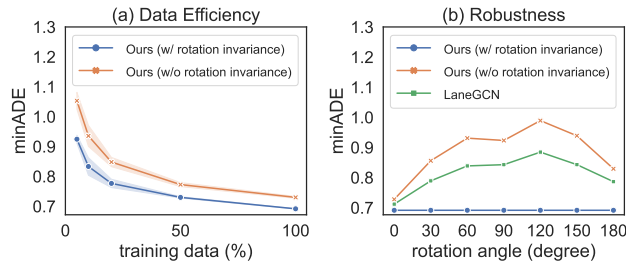 (a) Data Efficiency
1.3
1.2
1.1
1.0
0.9
0.8
0.7
minADE
Ours (w/ rotation invariance)
Ours (w/o rotation invariance)
0
50
100
training data (%)
(b) Robustness
1.3
1.2
1.1
1.0
0.9
0.8
0.7
minADE
Ours (w/ rotation invariance)
Ours (w/o rotation invariance)
LaneGCN
0
30
60
90
120
150
180
rotation angle (degree)